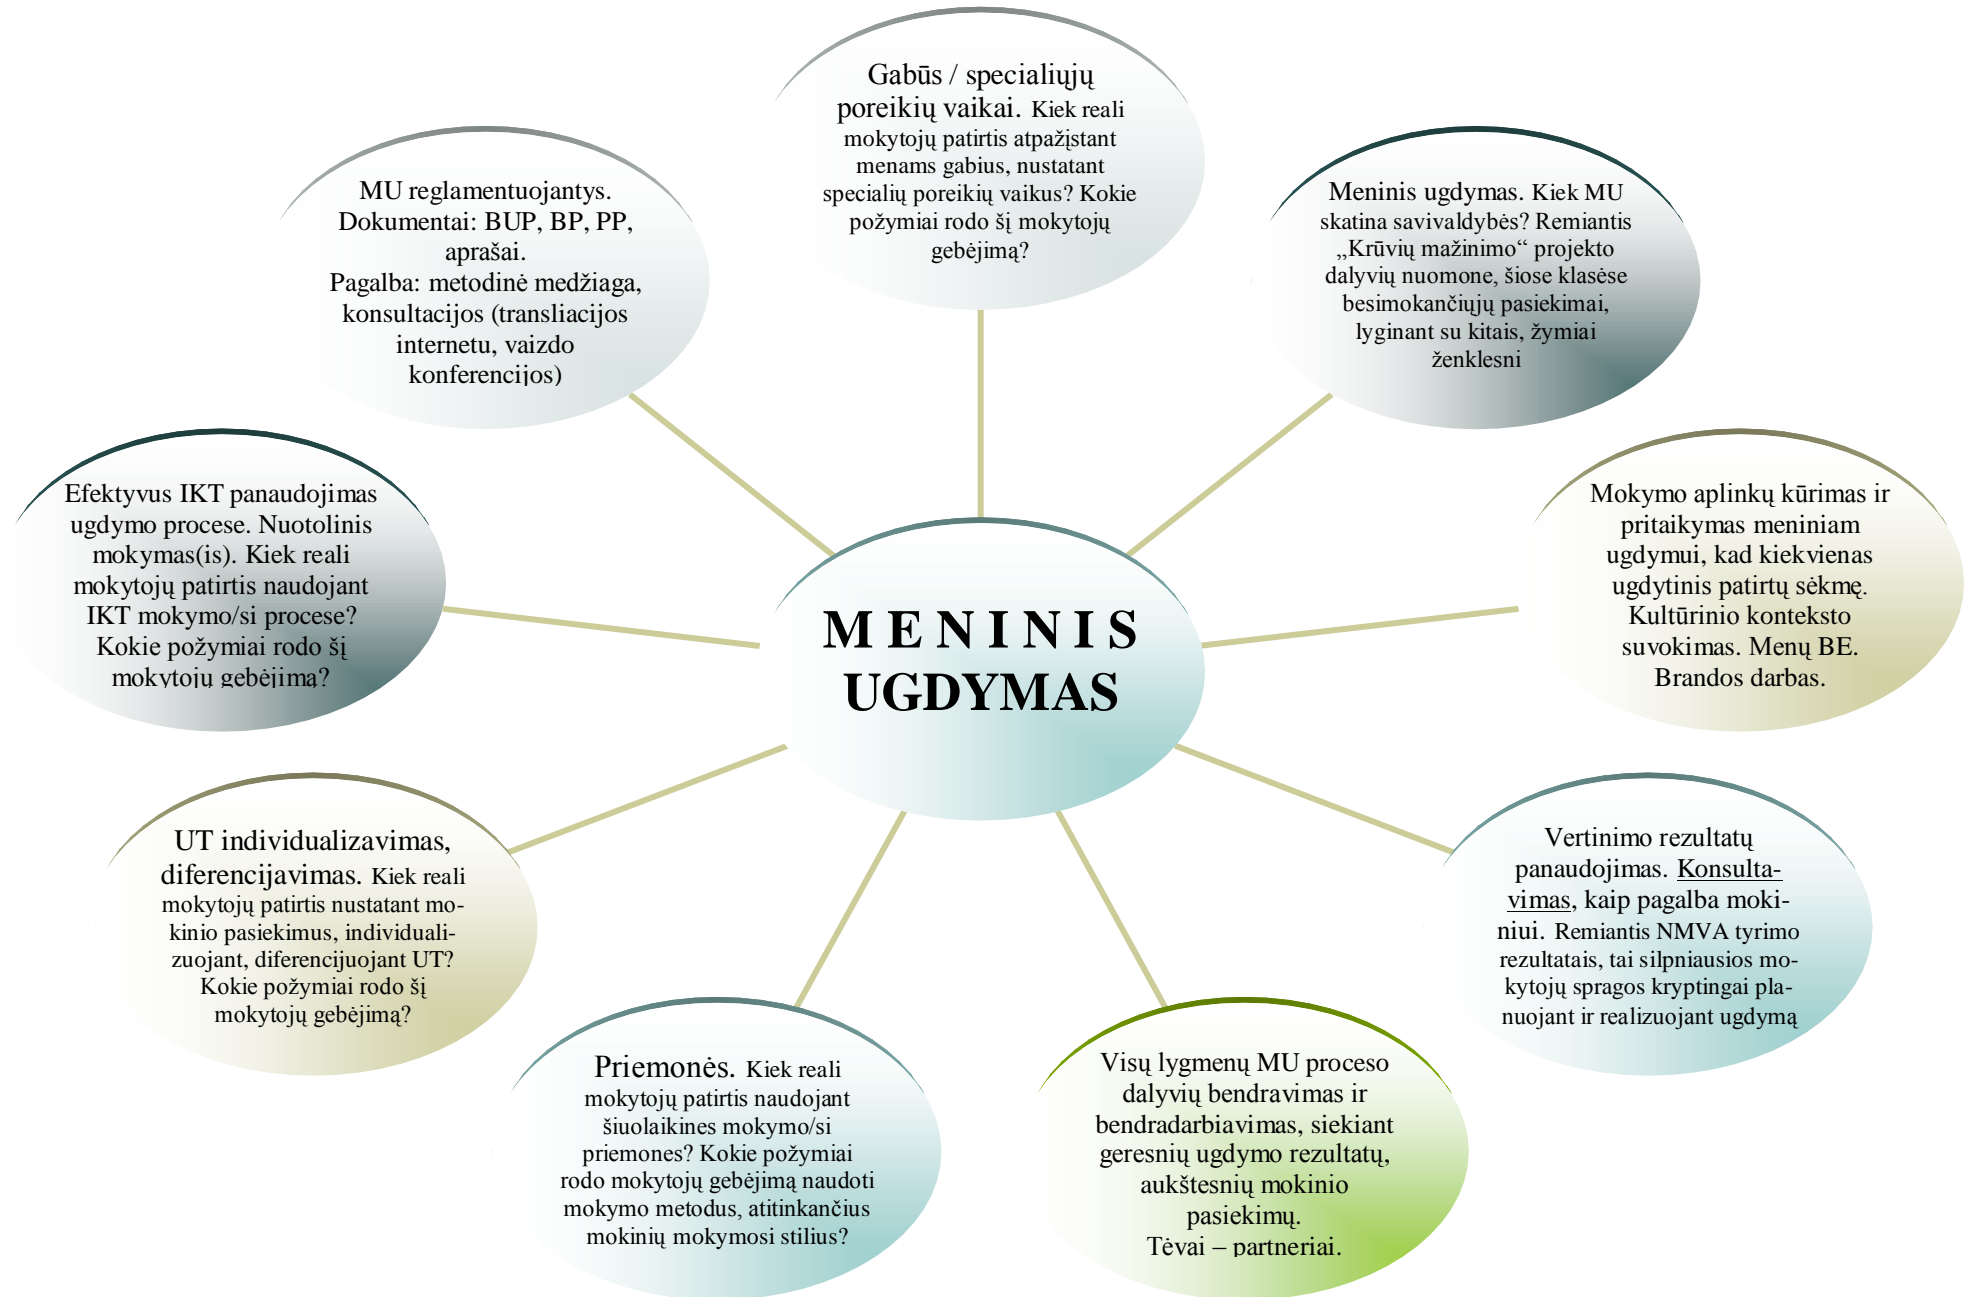 Gabūs / specialiųjų
poreikių vaikai. Kiek reali
mokytojų patirtis atpažįstant
menams gabius, nustatant
specialių poreikių vaikus? Kokie
požymiai rodo šį mokytojų
gebėjimą?
MU reglamentuojantys.
Dokumentai: BUP, BP, PP,
aprašai.
Pagalba: metodinė medžiaga,
konsultacijos (transliacijos
internetu, vaizdo
konferencijos)
Meninis ugdymas. Kiek MU
skatina savivaldybės? Remiantis
„Krūvių mažinimo“ projekto
dalyvių nuomone, šiose klasėse
besimokančiųjų pasiekimai,
lyginant su kitais, žymiai
ženklesni
Efektyvus IKT panaudojimas
ugdymo procese. Nuotolinis
mokymas(is). Kiek reali
mokytojų patirtis naudojant
IKT mokymo/si procese?
Kokie požymiai rodo šį
mokytojų gebėjimą?
Mokymo aplinkų kūrimas ir
pritaikymas meniniam
ugdymui, kad kiekvienas
ugdytinis patirtų sėkmę.
Kultūrinio konteksto
suvokimas. Menų BE.
Brandos darbas.
M E N I N I S
UGDYMAS
UT individualizavimas,
diferencijavimas. Kiek reali
mokytojų patirtis nustatant mo-
kinio pasiekimus, individuali-
zuojant, diferencijuojant UT?
Kokie požymiai rodo šį
mokytojų gebėjimą?
Vertinimo rezultatų
panaudojimas. Konsulta-
vimas, kaip pagalba moki-
niui. Remiantis NMVA tyrimo
rezultatais, tai silpniausios mo-
kytojų spragos kryptingai pla-
nuojant ir realizuojant ugdymą
Priemonės. Kiek reali
mokytojų patirtis naudojant
šiuolaikines mokymo/si
priemones? Kokie požymiai
rodo mokytojų gebėjimą naudoti
mokymo metodus, atitinkančius
mokinių mokymosi stilius?
Visų lygmenų MU proceso
dalyvių bendravimas ir
bendradarbiavimas, siekiant
geresnių ugdymo rezultatų,
aukštesnių mokinio
pasiekimų.
Tėvai – partneriai.